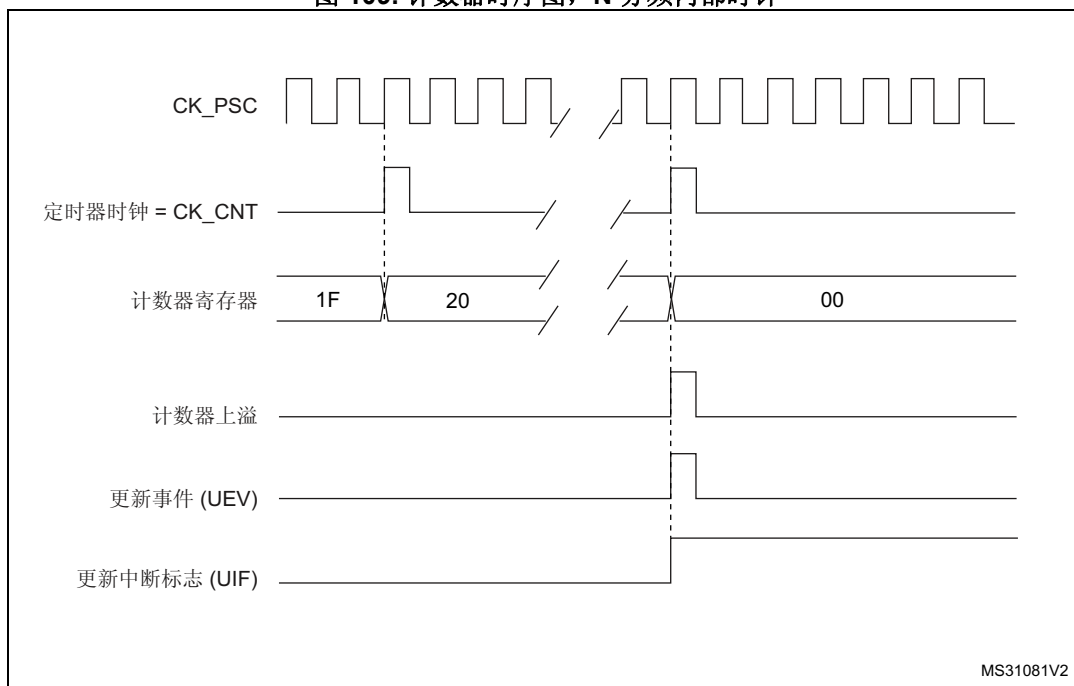 CK_PSC
定时器时钟 = CK_CNT
计数器寄存器 1F 20 00
计数器上溢
更新事件 (UEV)
更新中断标志 (UIF)
MS31081V2